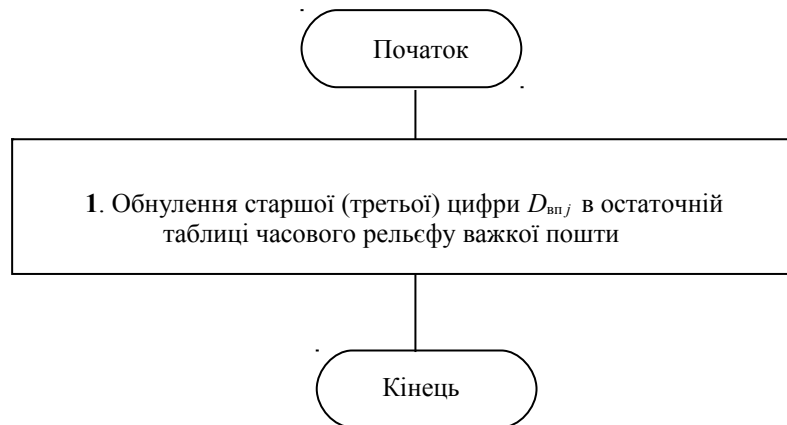 Початок
1. Обнулення старшої (третьої) цифри Dвп j в остаточній
таблиці часового рельєфу важкої пошти
Кінець